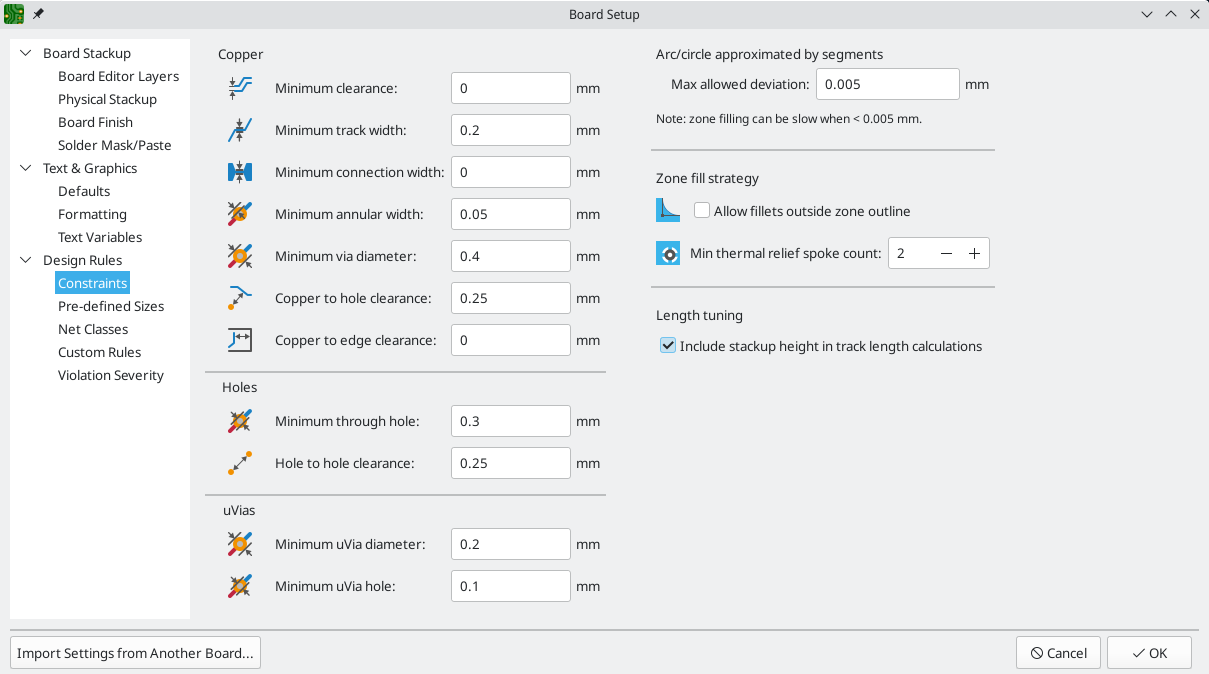 Board Setup
Board Stackup
Board Editor Layers
Physical Stackup
Board Finish
Solder Mask/Paste
Text & Graphics
Defaults
Formatting
Text Variables
Design Rules
Constraints
Pre-defined Sizes
Net Classes
Custom Rules
Violation Severity
Copper
Minimum clearance: 0 mm
Minimum track width: 0.2 mm
Minimum connection width: 0 mm
Minimum annular width: 0.05 mm
Minimum via diameter: 0.4 mm
Copper to hole clearance: 0.25 mm
Copper to edge clearance: 0 mm
Holes
Minimum through hole: 0.3 mm
Hole to hole clearance: 0.25 mm
uVias
Minimum uVia diameter: 0.2 mm
Minimum uVia hole: 0.1 mm
Arc/circle approximated by segments
Max allowed deviation: 0.005 mm
Note: zone filling can be slow when < 0.005 mm.
Zone fill strategy
Allow fillets outside zone outline
Min thermal relief spoke count: 2 − +
Length tuning
Include stackup height in track length calculations
Import Settings from Another Board... Cancel OK